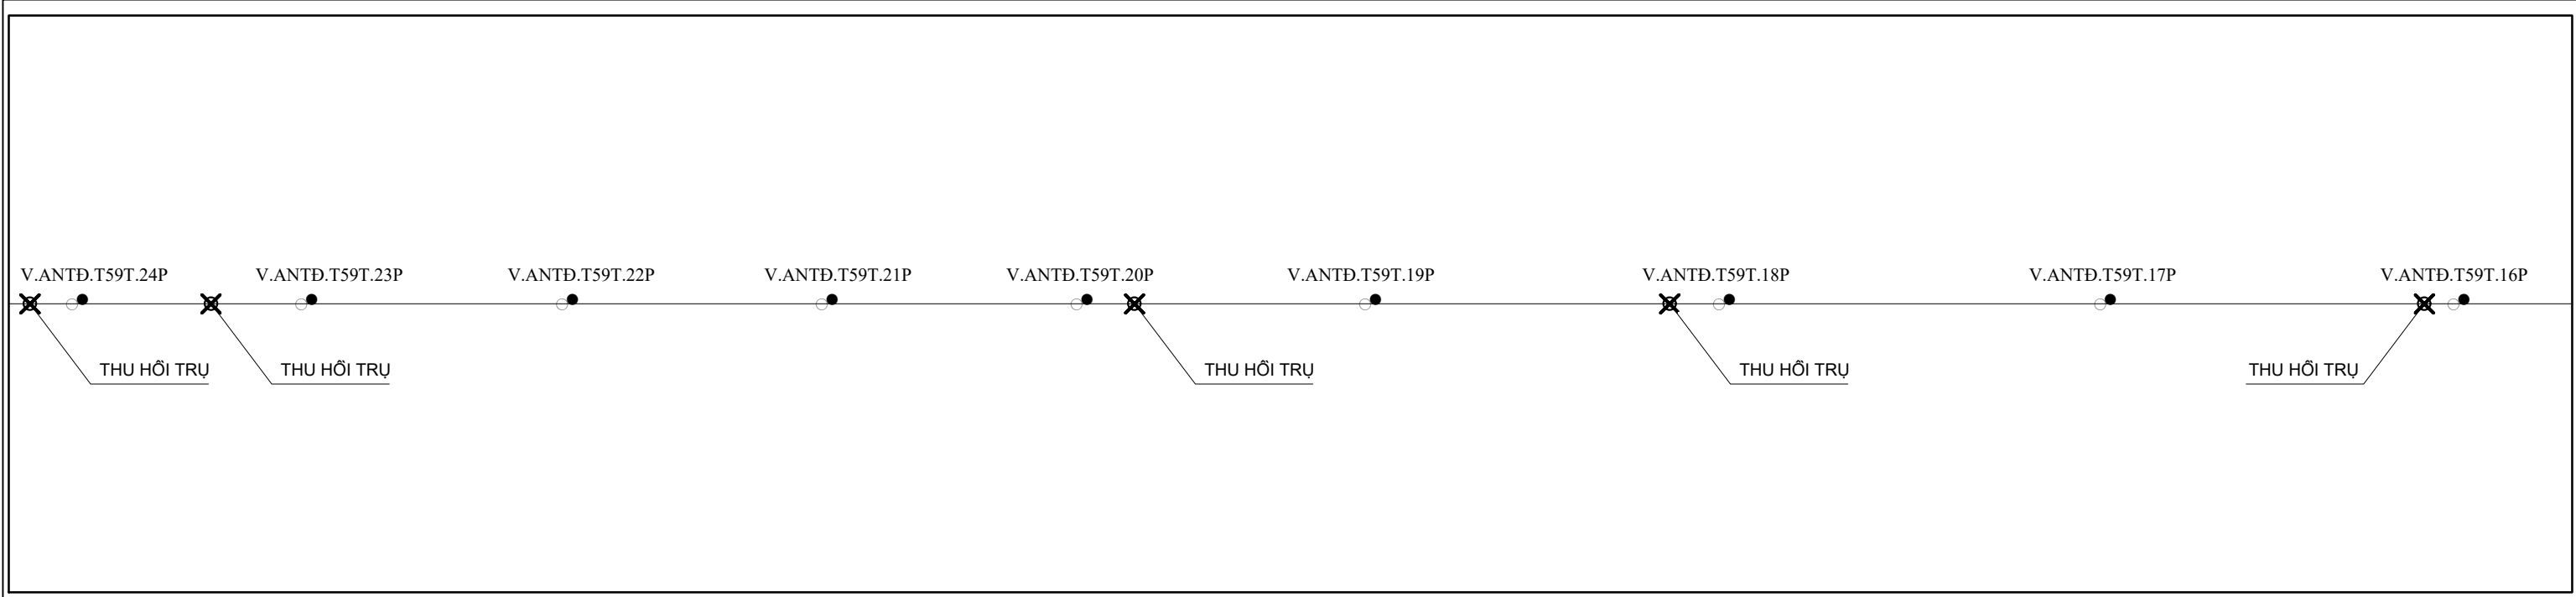 V.ANTĐ.T59T.24P
V.ANTĐ.T59T.23P
V.ANTĐ.T59T.22P
V.ANTĐ.T59T.21P
V.ANTĐ.T59T.20P
V.ANTĐ.T59T.19P
V.ANTĐ.T59T.18P
V.ANTĐ.T59T.17P
V.ANTĐ.T59T.16P
THU HỒI TRỤ
THU HỒI TRỤ
THU HỒI TRỤ
THU HỒI TRỤ
THU HỒI TRỤ